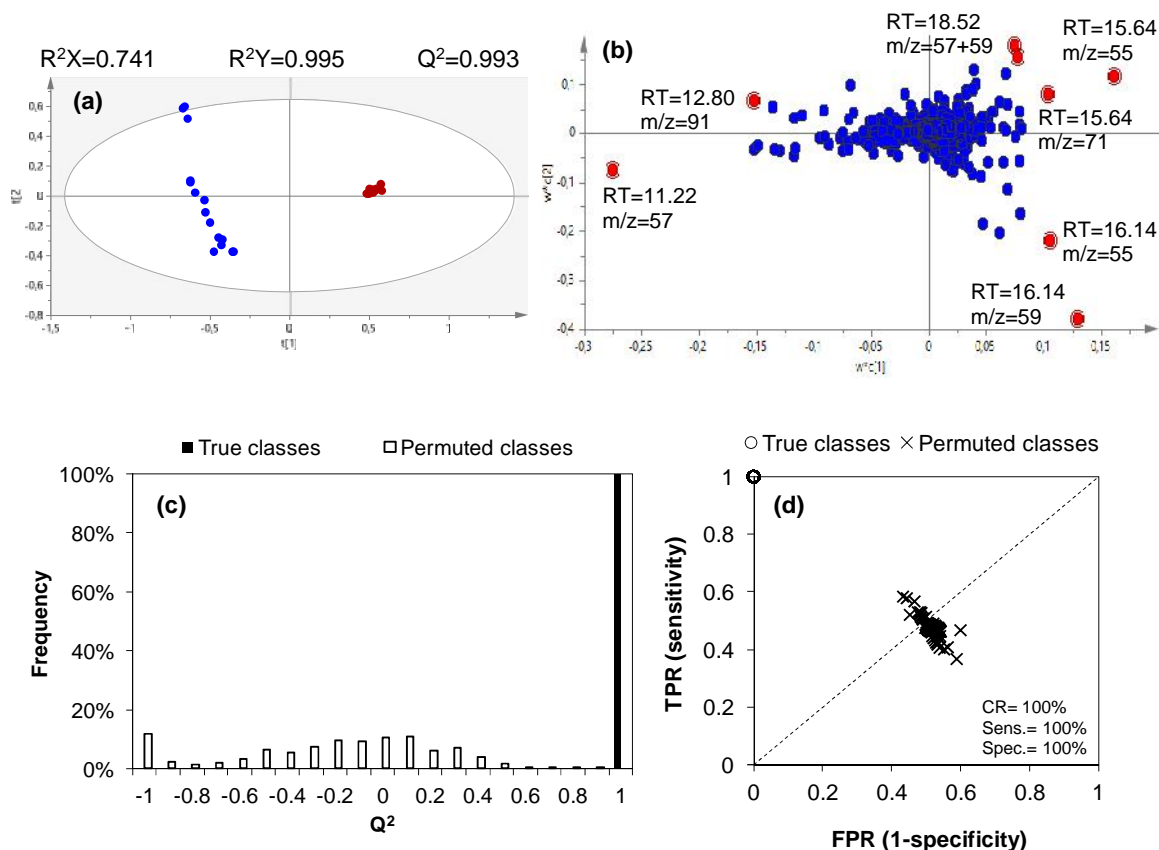 R²X=0.741 R²Y=0.995 Q²=0.993
(a)
0,6
0,4
0,2
0
-0,2
-0,4
-0,6
-0,8
t[2
-1,5 -1 -0,5 0 0,5 1
t[1]
(b)
RT=18.52
m/z=57+59
RT=15.64
m/z=55
RT=12.80
m/z=91
RT=15.64
m/z=71
RT=11.22
m/z=57
RT=16.14
m/z=55
RT=16.14
m/z=59
0,1
0
-0,1
-0,2
-0,3
-0,4
w*c[2]
-0,3 -0,25 -0,2 -0,15 -0,1 -0,05 0 0,05 0,1 0,15
w*c[1]
True classes Permuted classes
(c)
100%
80%
60%
40%
20%
0%
Frequency
-1 -0.8 -0.6 -0.4 -0.2 0 0.2 0.4 0.6 0.8 1
Q²
True classes Permuted classes
(d)
1
0.8
0.6
0.4
0.2
0
TPR (sensitivity)
CR= 100%
Sens.= 100%
Spec.= 100%
0 0.2 0.4 0.6 0.8 1
FPR (1-specificity)